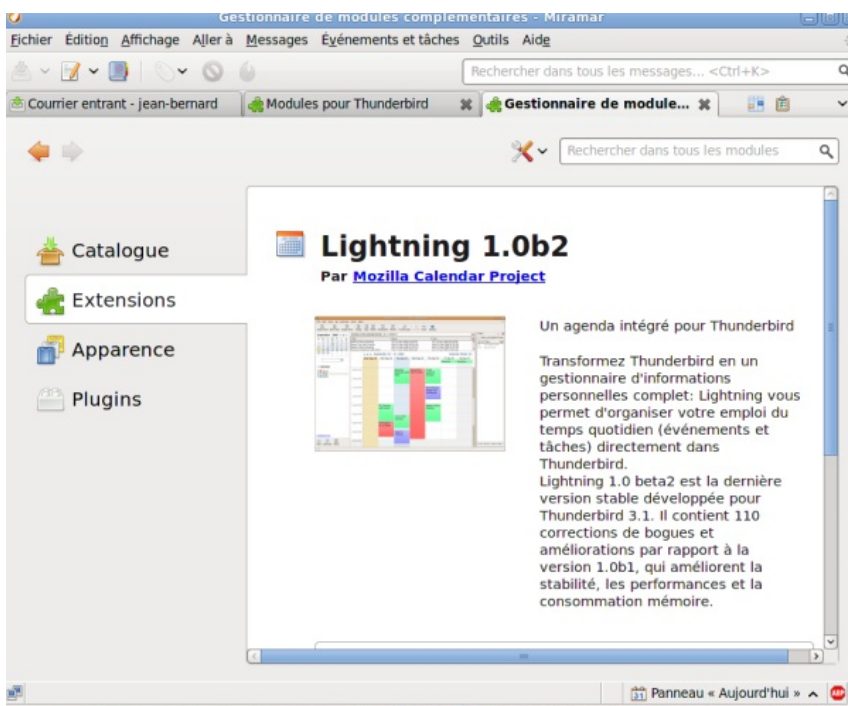 Gestionnaire de modules complémentaires - Miramar
Fichier Édition Affichage Aller à Messages Événements et tâches Outils Aide
Rechercher dans tous les messages... <Ctrl+K>
Courrier entrant - jean-bernard Modules pour Thunderbird Gestionnaire de module...
Rechercher dans tous les modules
Catalogue
Extensions
Apparence
Plugins
Lightning 1.0b2
Par Mozilla Calendar Project
Un agenda intégré pour Thunderbird
Transformez Thunderbird en un
gestionnaire d'informations
personnelles complet: Lightning vous
permet d'organiser votre emploi du
temps quotidien (événements et
tâches) directement dans
Thunderbird.
Lightning 1.0 beta2 est la dernière
version stable développée pour
Thunderbird 3.1. Il contient 110
corrections de bogues et
améliorations par rapport à la
version 1.0b1, qui améliorent la
stabilité, les performances et la
consommation mémoire.
31 Panneau « Aujourd'hui » ABP